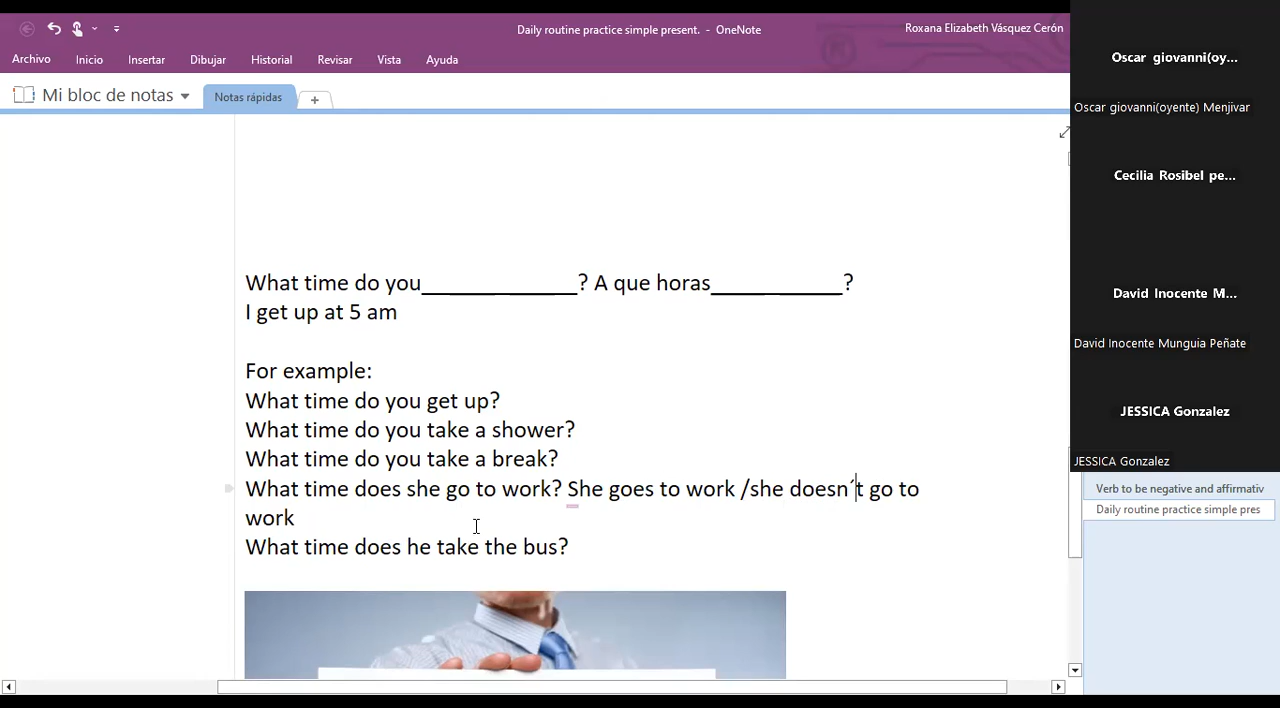 Daily routine practice simple present. - OneNote
Roxana Elizabeth Vásquez Cerón
Archivo Inicio Insertar Dibujar Historial Revisar Vista Ayuda
Mi bloc de notas
Notas rápidas
What time do you____________? A que horas__________?
I get up at 5 am
For example:
What time do you get up?
What time do you take a shower?
What time do you take a break?
What time does she go to work? She goes to work /she doesn´t go to
work
What time does he take the bus?
Oscar giovanni(oy...
Oscar giovanni(oyente) Menjivar
Cecilia Rosibel pe...
David Inocente M...
David Inocente Munguia Peñate
JESSICA Gonzalez
JESSICA Gonzalez
Verb to be negative and affirmativ
Daily routine practice simple pres